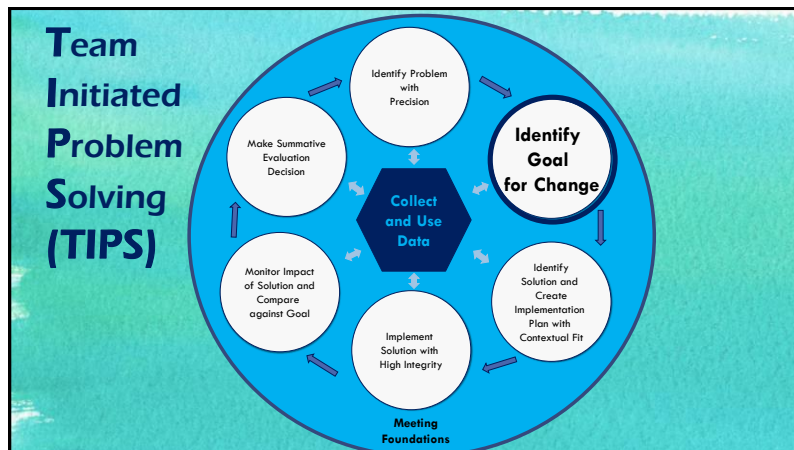 Team
Initiated
Problem
Solving
(TIPS)
Identify Problem
with
Precision
Identify
Goal
for Change
Identify
Solution and
Create
Implementation
Plan with
Contextual Fit
Implement
Solution with
High Integrity
Monitor Impact
of Solution and
Compare
against Goal
Make Summative
Evaluation
Decision
Collect
and Use
Data
Meeting
Foundations